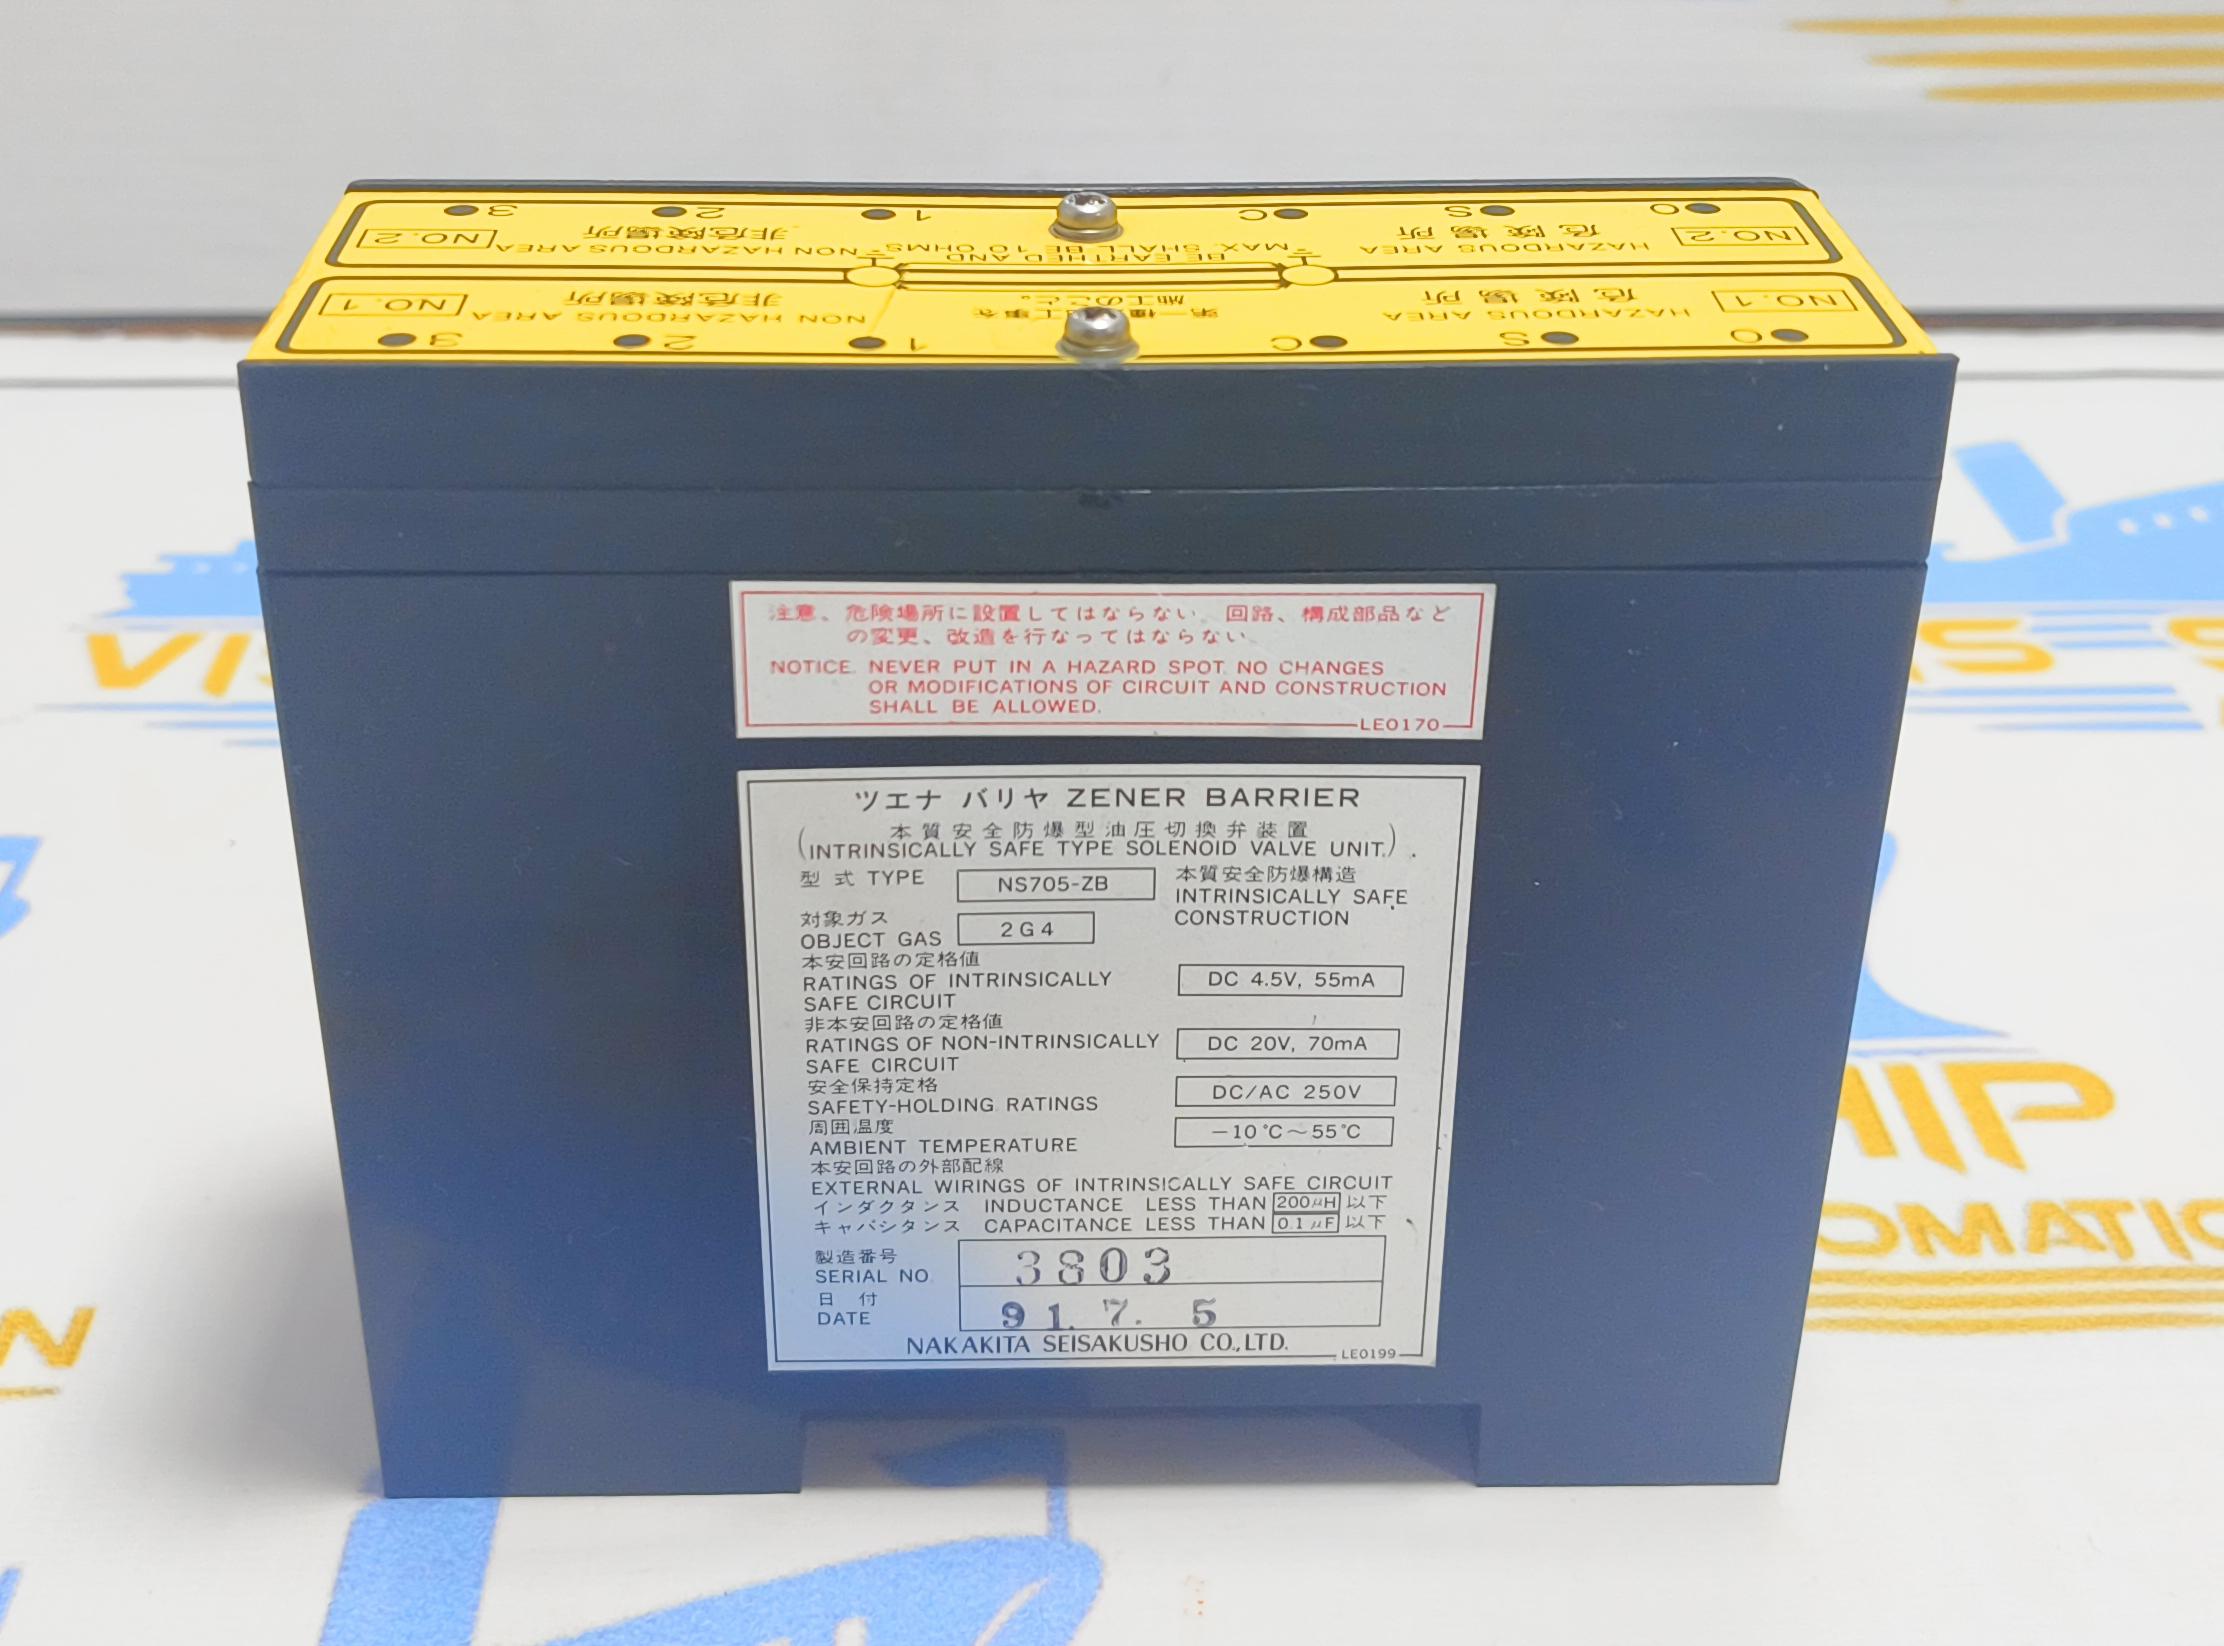 3 2 1 C S O
NO.2 NON HAZARDOUS AREA 非危険場所
BE EARTHED AND
MAX. SHALL BE 10 OHMS
HAZARDOUS AREA 危険場所 NO.2
NO.1 NON HAZARDOUS AREA 非危険場所
施工のこと。
HAZARDOUS AREA 危険場所 NO.1
3 2 1 C S O
注意、危険場所に設置してはならない。回路、構成部品など
の変更、改造を行なってはならない
NOTICE. NEVER PUT IN A HAZARD SPOT. NO CHANGES
OR MODIFICATIONS OF CIRCUIT AND CONSTRUCTION
SHALL BE ALLOWED.
LE0170
ツエナ バリヤ ZENER BARRIER
(本質安全防爆型油圧切換弁装置
INTRINSICALLY SAFE TYPE SOLENOID VALVE UNIT.)
型式 TYPE NS705-ZB 本質安全防爆構造
INTRINSICALLY SAFE
CONSTRUCTION
対象ガス
OBJECT GAS 2G4
本安回路の定格値
RATINGS OF INTRINSICALLY DC 4.5V, 55mA
SAFE CIRCUIT
非本安回路の定格値
RATINGS OF NON-INTRINSICALLY DC 20V, 70mA
SAFE CIRCUIT
安全保持定格
SAFETY-HOLDING RATINGS DC/AC 250V
周囲温度
AMBIENT TEMPERATURE −10℃～55℃
本安回路の外部配線
EXTERNAL WIRINGS OF INTRINSICALLY SAFE CIRCUIT
インダクタンス INDUCTANCE LESS THAN 200μH 以下
キャパシタンス CAPACITANCE LESS THAN 0.1μF 以下
製造番号
SERIAL NO. 3803
日付
DATE 91. 7. 5
NAKAKITA SEISAKUSHO CO.,LTD.
LE0199